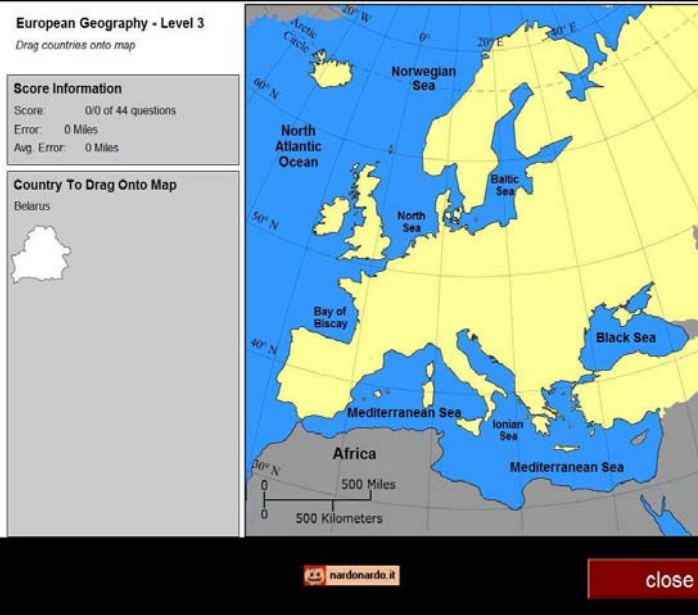 European Geography - Level 3
Drag countries onto map
Score Information
Score: 0/0 of 44 questions
Error: 0 Miles
Avg. Error: 0 Miles
Country To Drag Onto Map
Belarus
20° W
0°
20° E
40° E
Arctic
Circle
60° N
50° N
40° N
30° N
Norwegian
Sea
North
Atlantic
Ocean
Baltic
Sea
North
Sea
Bay of
Biscay
Black Sea
Mediterranean Sea
Ionian
Sea
Africa
Mediterranean Sea
0 500 Miles
0 500 Kilometers
nardonardo.it
close